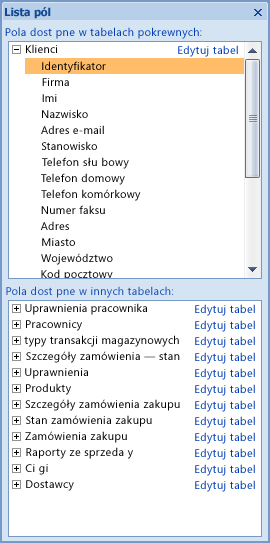 Lista pól
Pola dost pne w tabelach pokrewnych:
Klienci Edytuj tabel
Identyfikator
Firma
Imi
Nazwisko
Adres e-mail
Stanowisko
Telefon słu bowy
Telefon domowy
Telefon komórkowy
Numer faksu
Adres
Miasto
Województwo
Kod pocztowy
Pola dost pne w innych tabelach:
Uprawnienia pracownika Edytuj tabel
Pracownicy Edytuj tabel
typy transakcji magazynowych Edytuj tabel
Szczegóły zamówienia — stan Edytuj tabel
Uprawnienia Edytuj tabel
Produkty Edytuj tabel
Szczegóły zamówienia zakupu Edytuj tabel
Stan zamówienia zakupu Edytuj tabel
Zamówienia zakupu Edytuj tabel
Raporty ze sprzeda y Edytuj tabel
Ci gi Edytuj tabel
Dostawcy Edytuj tabel